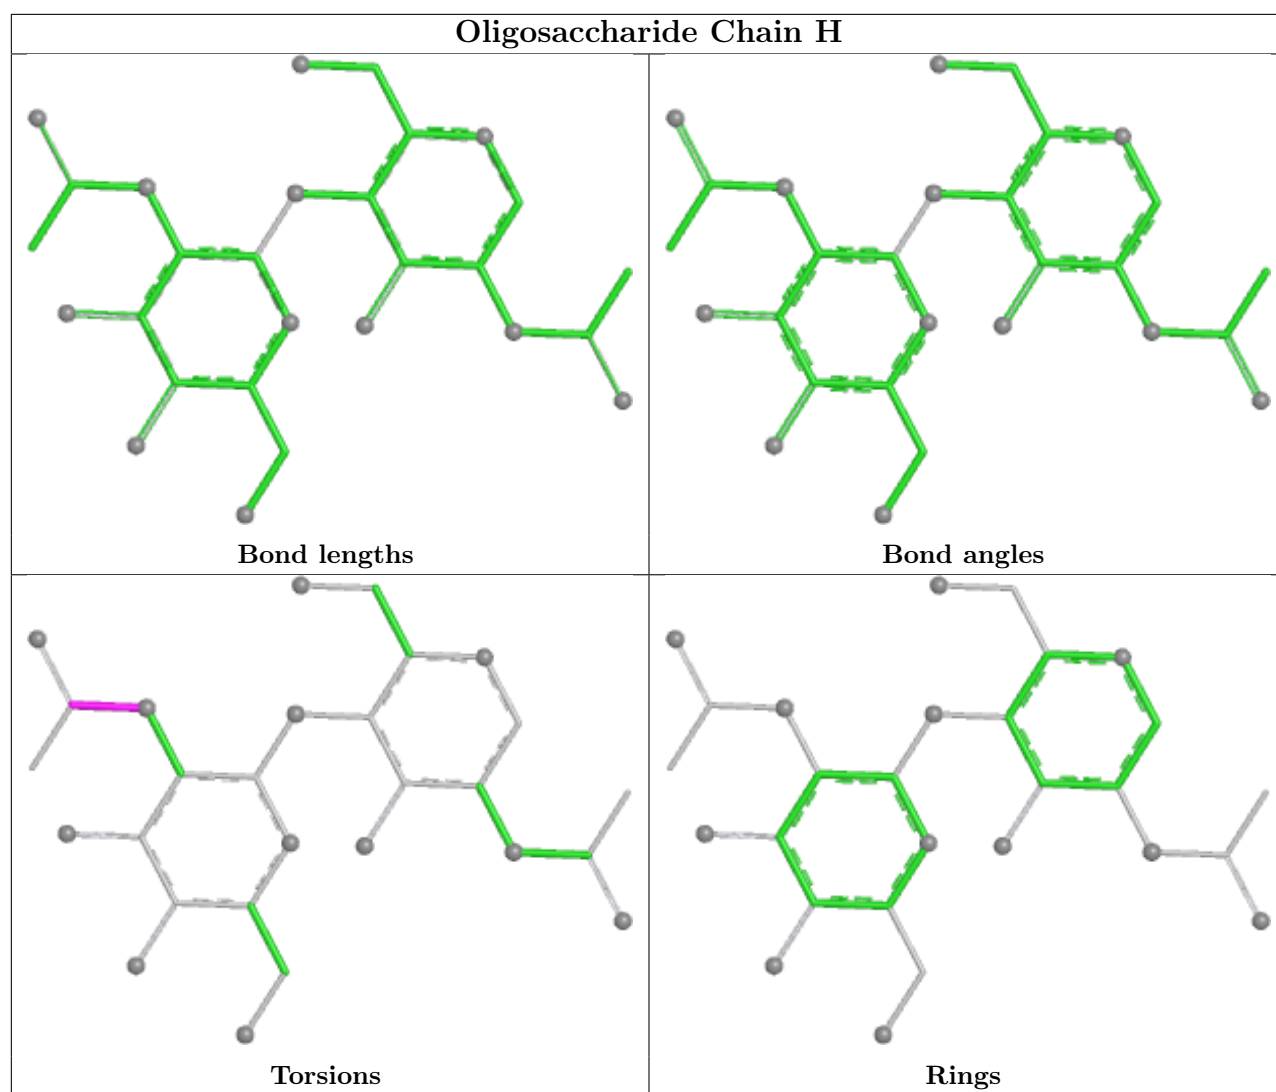 Oligosaccharide Chain H
Bond lengths
Bond angles
Torsions
Rings